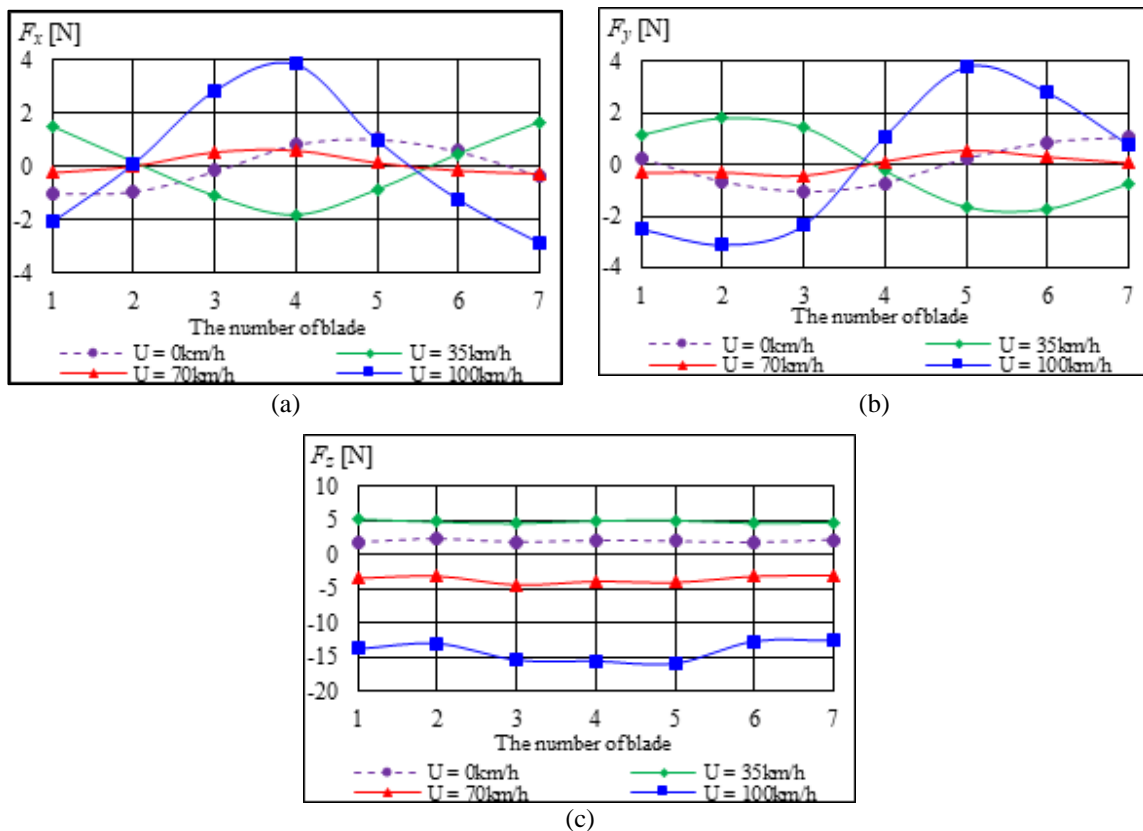 Fx [N]
4
2
0
-2
-4
1 2 3 4 5 6 7
The number of blade
U = 0km/h U = 35km/h
U = 70km/h U = 100km/h
(a)
Fy [N]
4
2
0
-2
-4
1 2 3 4 5 6 7
The number of blade
U = 0km/h U = 35km/h
U = 70km/h U = 100km/h
(b)
Fz [N]
10
5
0
-5
-10
-15
-20
1 2 3 4 5 6 7
The number of blade
U = 0km/h U = 35km/h
U = 70km/h U = 100km/h
(c)